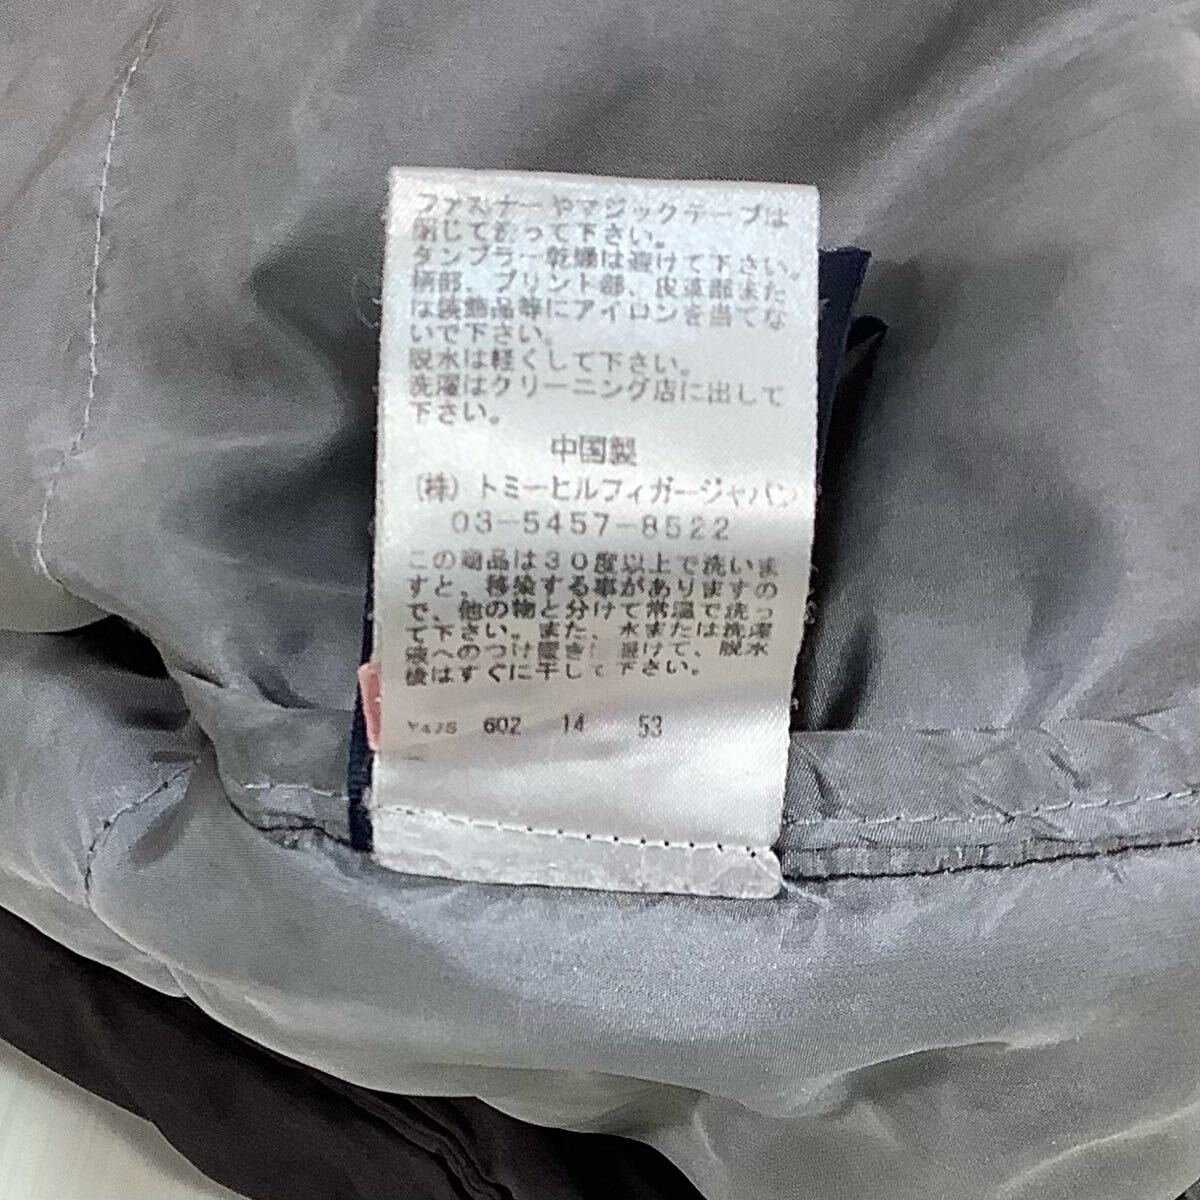 ファスナーやマジックテープは
閉じて洗って下さい。
タンブラー乾燥は避けて下さい。
柄部、プリント部、皮革部また
は装飾品等にアイロンを当てな
いで下さい。
脱水は軽くして下さい。
洗濯はクリーニング店に出して
下さい。
中国製
(株)トミーヒルフィガージャパン
03-5457-8522
この商品は30度以上で洗いま
すと、移染する事がありますの
で、他の物と分けて常温で洗っ
て下さい。また、水または洗濯
液へのつけ置きは避けて、脱水
後はすぐに干して下さい。
602 14 53